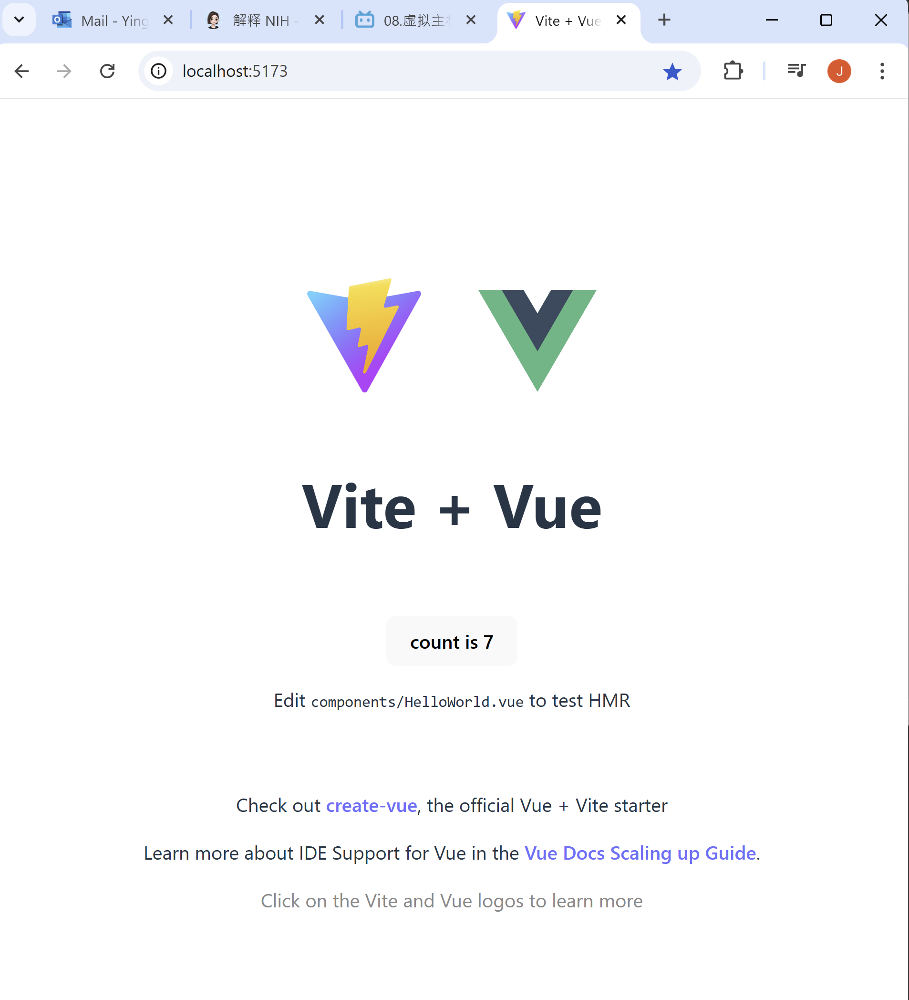 Mail - Ying
解释 NIH -
08.虚拟主
Vite + Vue
localhost:5173
J
Vite + Vue
count is 7
Edit components/HelloWorld.vue to test HMR
Check out create-vue, the official Vue + Vite starter
Learn more about IDE Support for Vue in the Vue Docs Scaling up Guide.
Click on the Vite and Vue logos to learn more